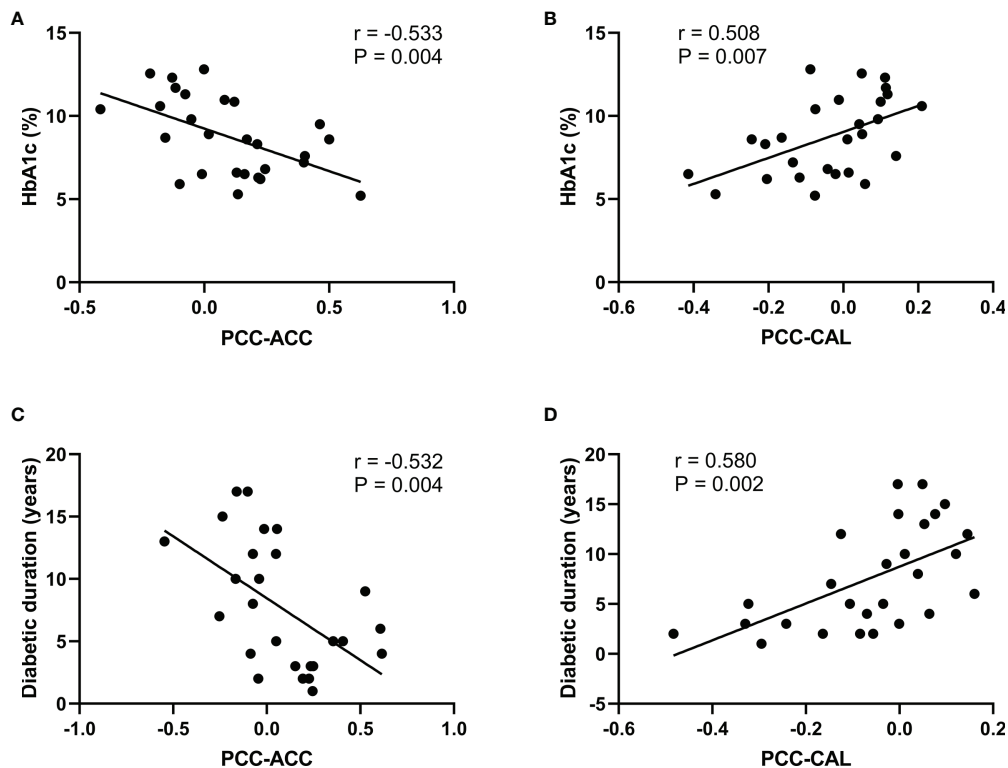 A
r = -0.533
P = 0.004
15
10
5
0
HbA1c (%)
-0.5
0.0
0.5
1.0
PCC-ACC
B
r = 0.508
P = 0.007
15
10
5
0
HbA1c (%)
-0.6
-0.4
-0.2
0.0
0.2
0.4
PCC-CAL
C
r = -0.532
P = 0.004
20
15
10
5
0
Diabetic duration (years)
-1.0
-0.5
0.0
0.5
1.0
PCC-ACC
D
r = 0.580
P = 0.002
20
15
10
5
0
-5
Diabetic duration (years)
-0.6
-0.4
-0.2
0.0
0.2
PCC-CAL